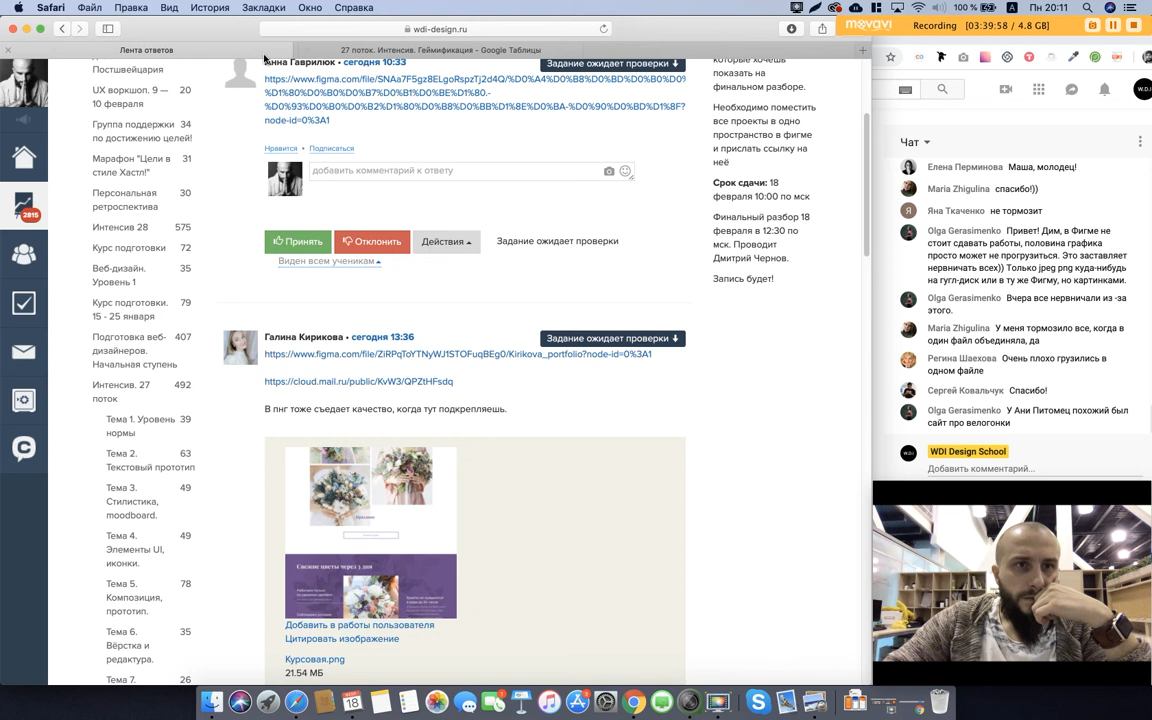 Safari Файл Правка Вид История Закладки Окно Справка
100 % Пн 20:11
wdi-design.ru
movavi
Recording (3:39:58 / 4.8 GB)
Лента ответов
27 поток. Интенсив. Геймификация - Google Таблицы
Постшвейцария
UX воркшоп. 9 — 20
10 февраля
Группа поддержки 34
по достижению целей!
Марафон "Цели в 31
стиле Хастл!"
Персональная 30
ретроспектива
Интенсив 28 575
Курс подготовки 72
Веб-дизайн. 35
Уровень 1
Курс подготовки. 79
15 - 25 января
Подготовка веб- 407
дизайнеров.
Начальная ступень
Интенсив. 27 492
поток
Тема 1. Уровень 39
нормы
Тема 2. 63
Текстовый прототип
Тема 3. 49
Стилистика,
moodboard.
Тема 4. 49
Элементы UI,
иконки.
Тема 5. 78
Композиция,
прототип.
Тема 6. 35
Вёрстка и
редактура.
Тема 7. 26
2815
Анна Гаврилюк • сегодня 10:33
Задание ожидает проверки
https://www.figma.com/file/SNAa7F5gz8ELgoRspzTj2d4Q/%D0%A4%D0%B8%D0%BD%D0%B0%D0%
%D1%80%D0%B0%D0%B7%D0%B1%D0%BE%D1%80.-
%D0%93%D0%B0%D0%B2%D1%80%D0%B8%D0%BB%D1%8E%D0%BA-%D0%90%D0%BD%D1%8F?
node-id=0%3A1
Нравится • Подписаться
добавить комментарий к ответу
Принять Отклонить Действия Задание ожидает проверки
Виден всем ученикам
Галина Кирикова • сегодня 13:36
Задание ожидает проверки
https://www.figma.com/file/ZiRPqToYTNyWJ1STOFuqBEg0/Kirikova_portfolio?node-id=0%3A1
https://cloud.mail.ru/public/KvW3/QPZtHFsdq
В пнг тоже съедает качество, когда тут подкрепляешь.
Свежие цветы через 3 дня
Добавить в работы пользователя
Цитировать изображение
Курсовая.png
21.54 МБ
которые хочешь
показать на
финальном разборе.
Необходимо поместить
все проекты в одно
пространство в фигме
и прислать ссылку на
неё
Срок сдачи: 18
февраля 10:00 по мск
Финальный разбор 18
февраля в 12:30 по
мск. Проводит
Дмитрий Чернов.
Запись будет!
Чат
Елена Перминова Маша, молодец!
Maria Zhigulina спасибо!))
Яна Ткаченко не тормозит
Olga Gerasimenko Привет! Дим, в Фигме не
стоит сдавать работы, половина графика
просто может не прогрузиться. Это заставляет
нервничать всех)) Только jpeg png куда-нибудь
на гугл-диск или в ту же Фигму, но картинками.
Olga Gerasimenko Вчера все нервничали из -за
этого.
Maria Zhigulina У меня тормозило все, когда в
один файл объединяла, да
Регина Шаехова Очень плохо грузились в
одном файле
Сергей Ковальчук Спасибо!
Olga Gerasimenko У Ани Питомец похожий был
сайт про велогонки
WDI Design School
Добавить комментарий...